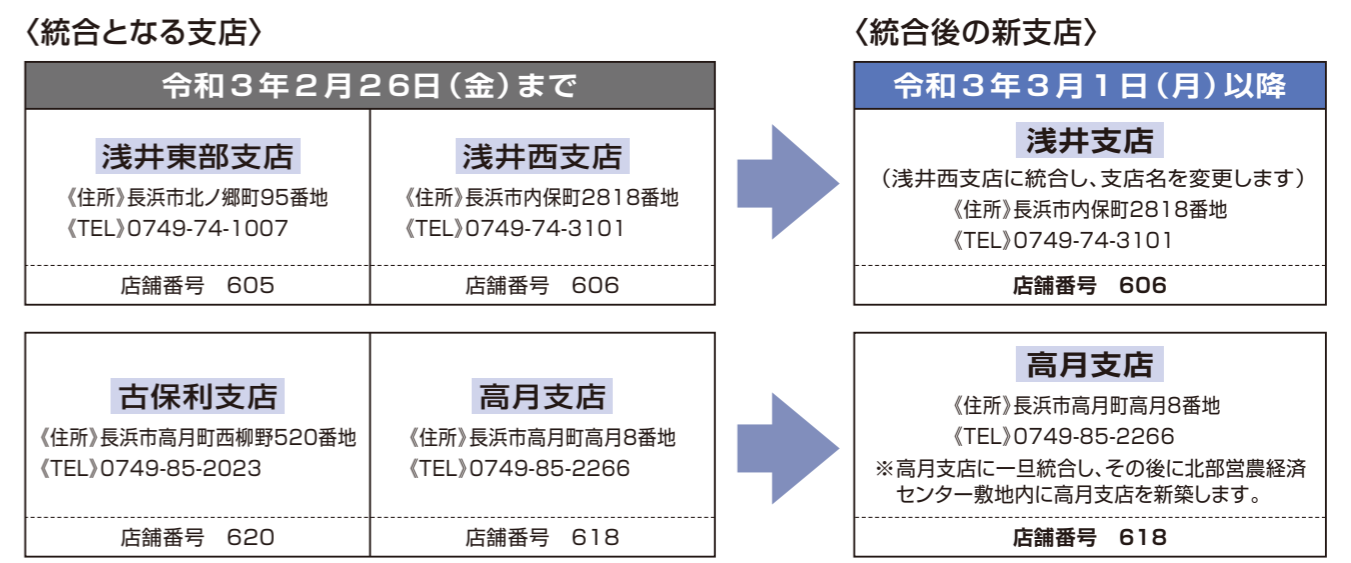 〈統合となる支店〉
〈統合後の新支店〉
令和3年2月26日（金）まで
令和3年3月1日（月）以降
浅井東部支店
《住所》長浜市北ノ郷町95番地
《TEL》0749-74-1007
店舗番号　605
浅井西支店
《住所》長浜市内保町2818番地
《TEL》0749-74-3101
店舗番号　606
浅井支店
（浅井西支店に統合し、支店名を変更します）
《住所》長浜市内保町2818番地
《TEL》0749-74-3101
店舗番号　606
古保利支店
《住所》長浜市高月町西柳野520番地
《TEL》0749-85-2023
店舗番号　620
高月支店
《住所》長浜市高月町高月8番地
《TEL》0749-85-2266
店舗番号　618
高月支店
《住所》長浜市高月町高月8番地
《TEL》0749-85-2266
※高月支店に一旦統合し、その後に北部営農経済
センター敷地内に高月支店を新築します。
店舗番号　618